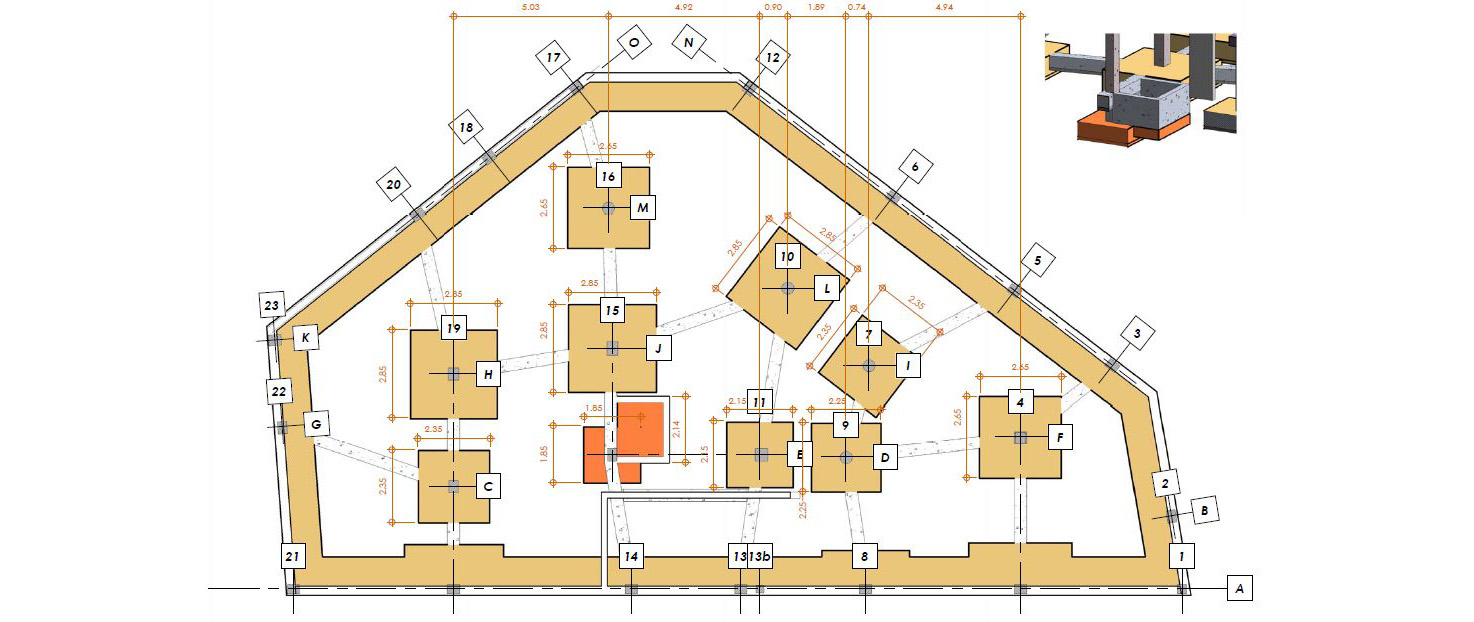 5.03 4.92 0.90 1.89 0.74 4.94
17 O N 12
18
2.65
20 16 6
2.65 M
2.85 2.85
10
5
23 2.85 2.85 L 2.35
K 19 15 2.35 7 3
2.85 J
2.85 H I 2.65
22 11 4
G 1.85 2.15 2.25
2.35 2.14 9 2.65 F
1.85 E D
2.35 C 2
2.25 B
21 14 13 13b 8 1
A